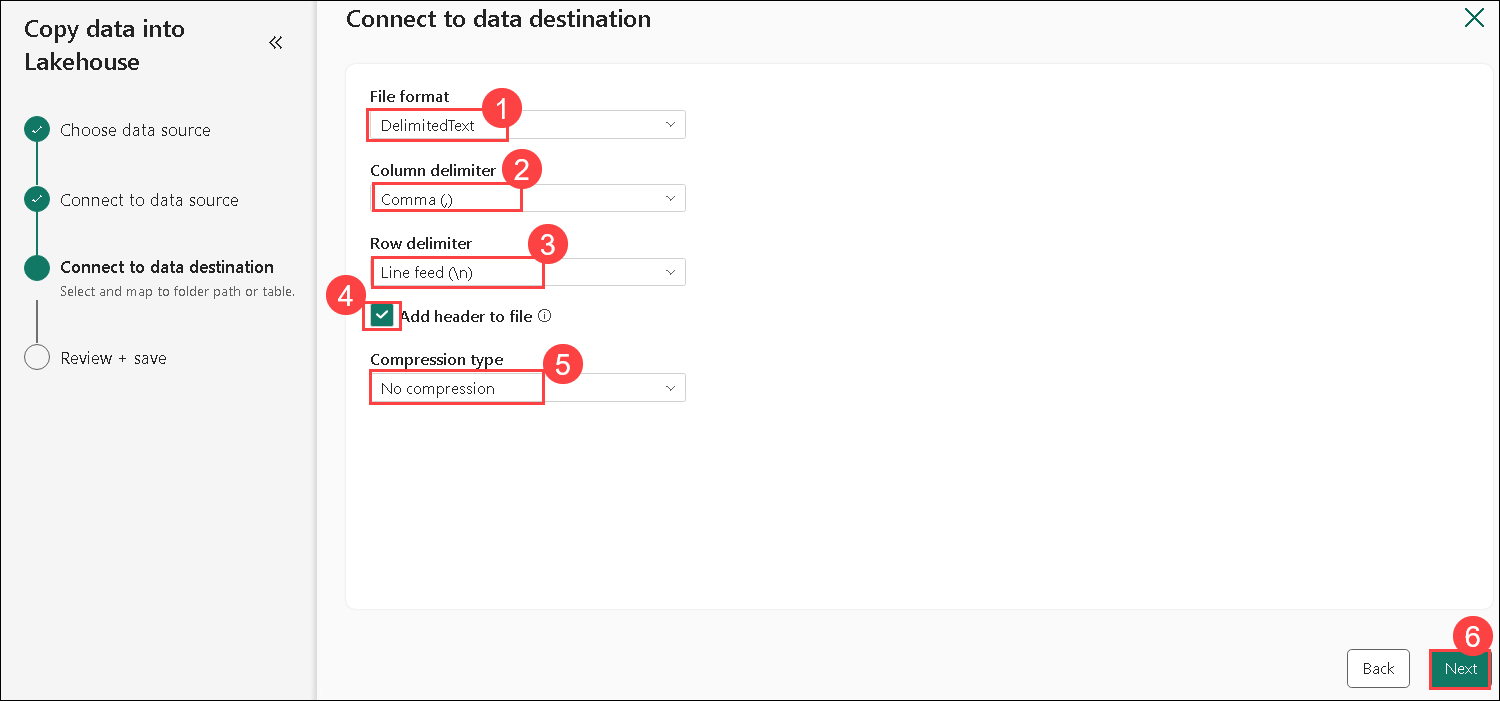 Copy data into
Lakehouse
Choose data source
Connect to data source
Connect to data destination
Select and map to folder path or table.
Review + save
Connect to data destination
File format
1
DelimitedText
Column delimiter
2
Comma (,)
Row delimiter
3
Line feed (\n)
4
Add header to file
Compression type
5
No compression
6
Back
Next